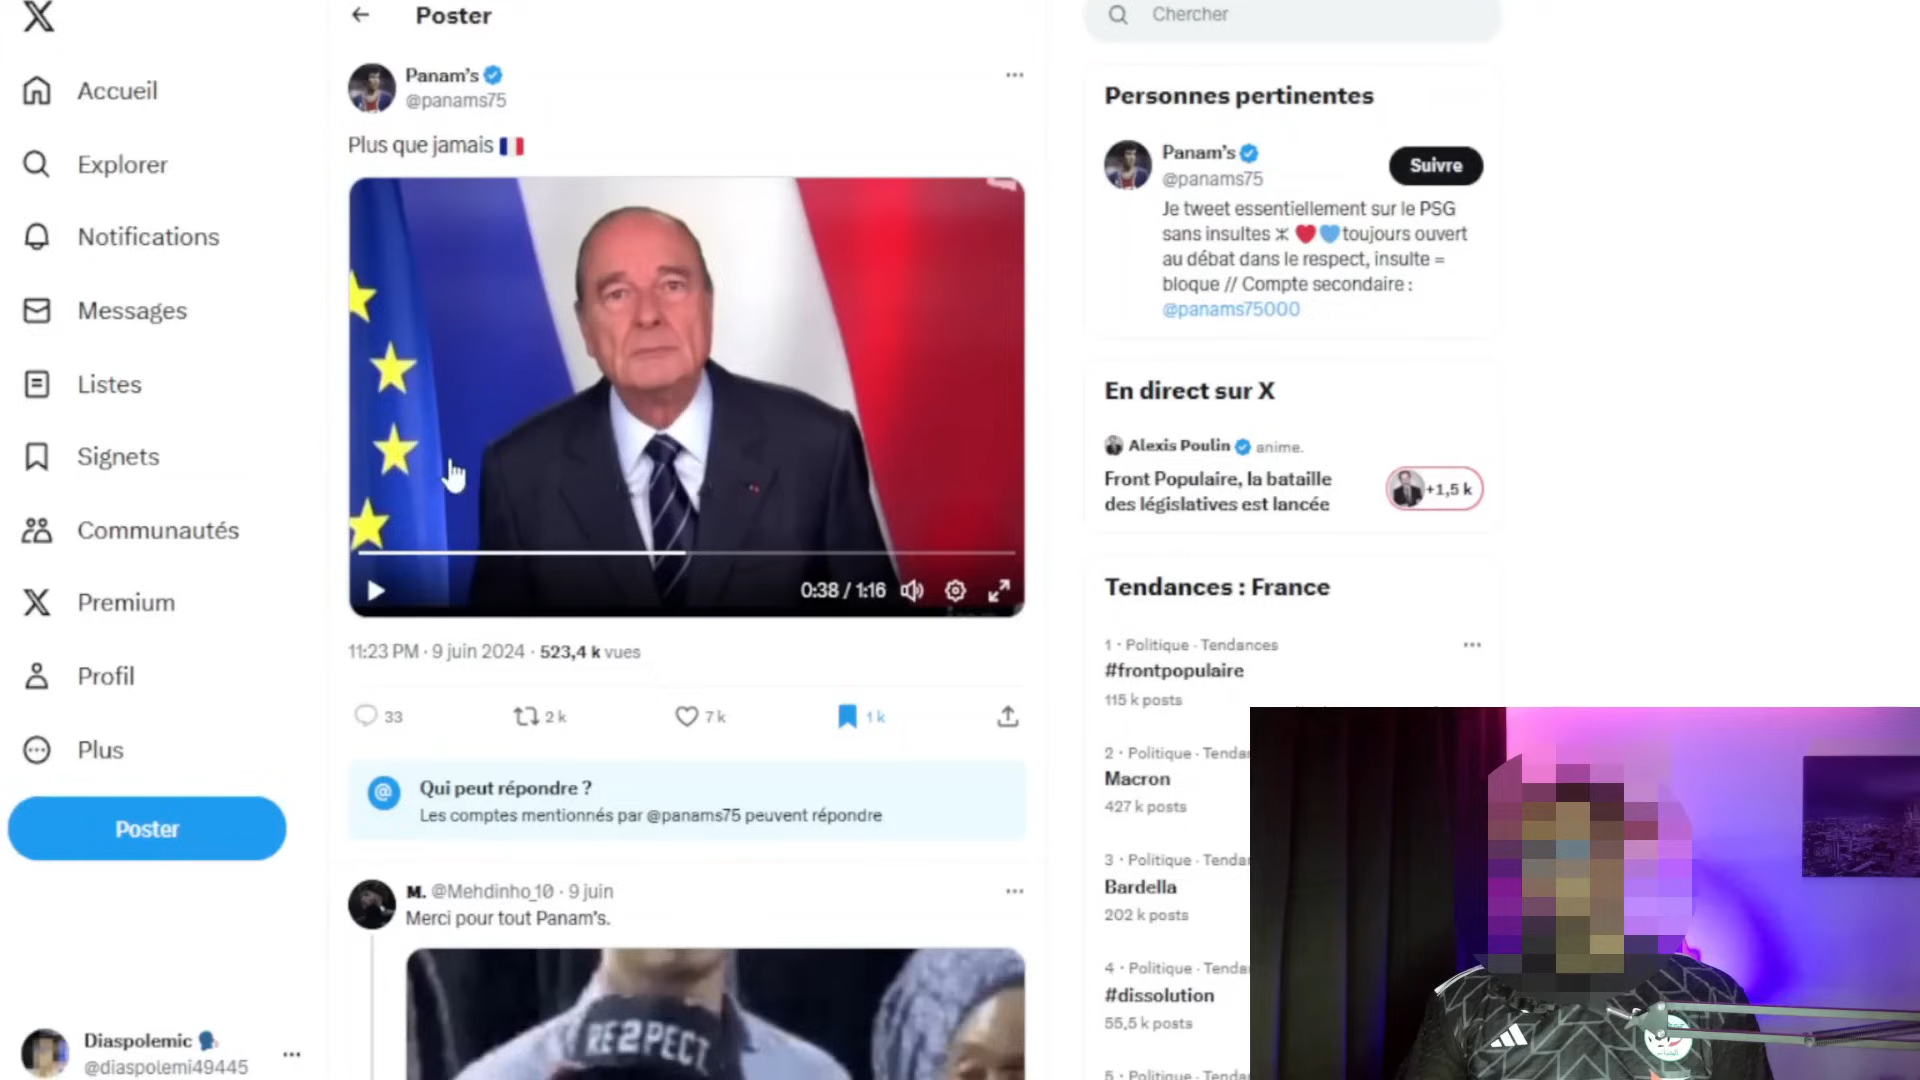 Accueil
Explorer
Notifications
Messages
Listes
Signets
Communautés
Premium
Profil
Plus
Poster
Diaspolemic
@diaspolemi49445
Poster
Panam's
@panams75
Plus que jamais
0:38 / 1:16
11:23 PM · 9 juin 2024 · 523,4 k vues
33
2 k
7 k
1 k
Qui peut répondre ?
Les comptes mentionnés par @panams75 peuvent répondre
M. @Mehdinho_10 · 9 juin
Merci pour tout Panam's.
RE2PECT
Chercher
Personnes pertinentes
Panam's
@panams75
Suivre
Je tweet essentiellement sur le PSG
sans insultes ⵣ ❤️💙toujours ouvert
au débat dans le respect, insulte =
bloque // Compte secondaire :
@panams75000
En direct sur X
Alexis Poulin anime.
Front Populaire, la bataille
des législatives est lancée
+1,5 k
Tendances : France
1 · Politique · Tendances
#frontpopulaire
115 k posts
2 · Politique · Tenda
Macron
427 k posts
3 · Politique · Tenda
Bardella
202 k posts
4 · Politique · Tenda
#dissolution
55,5 k posts
5 · Politique · Tenda